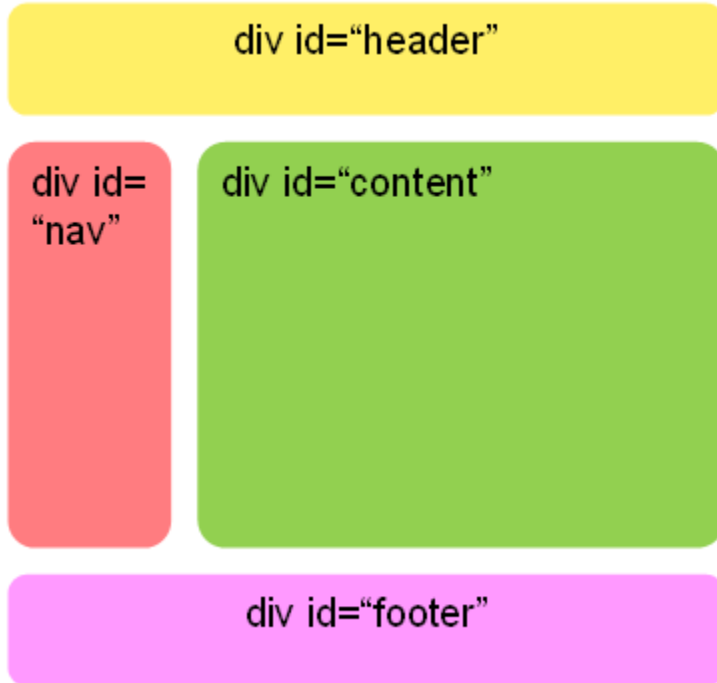 div id=“header”
div id=
“nav”
div id=“content”
div id=“footer”